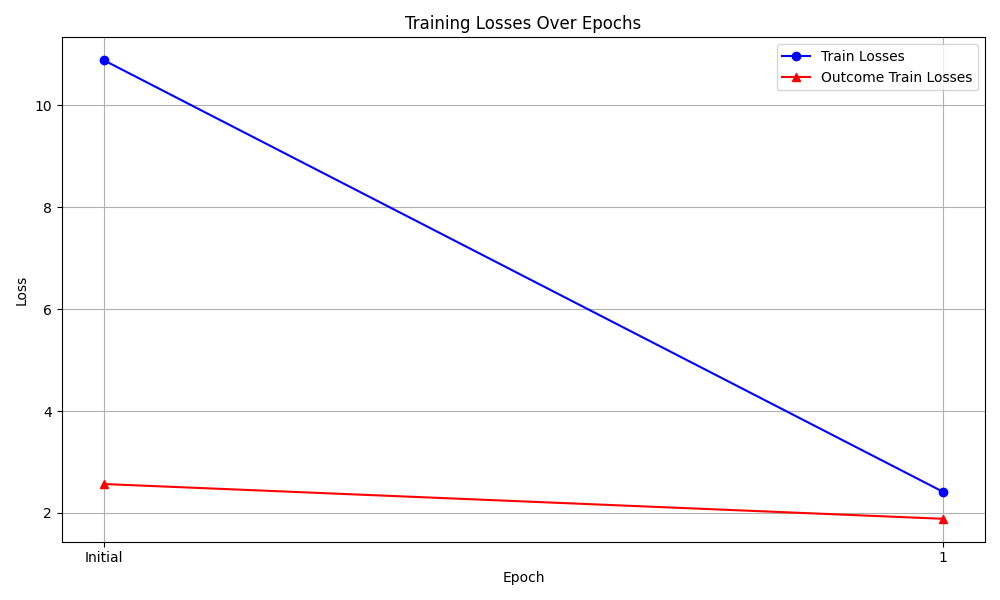 Training Losses Over Epochs
Train Losses
Outcome Train Losses
10
8
6
4
2
Loss
Initial
1
Epoch